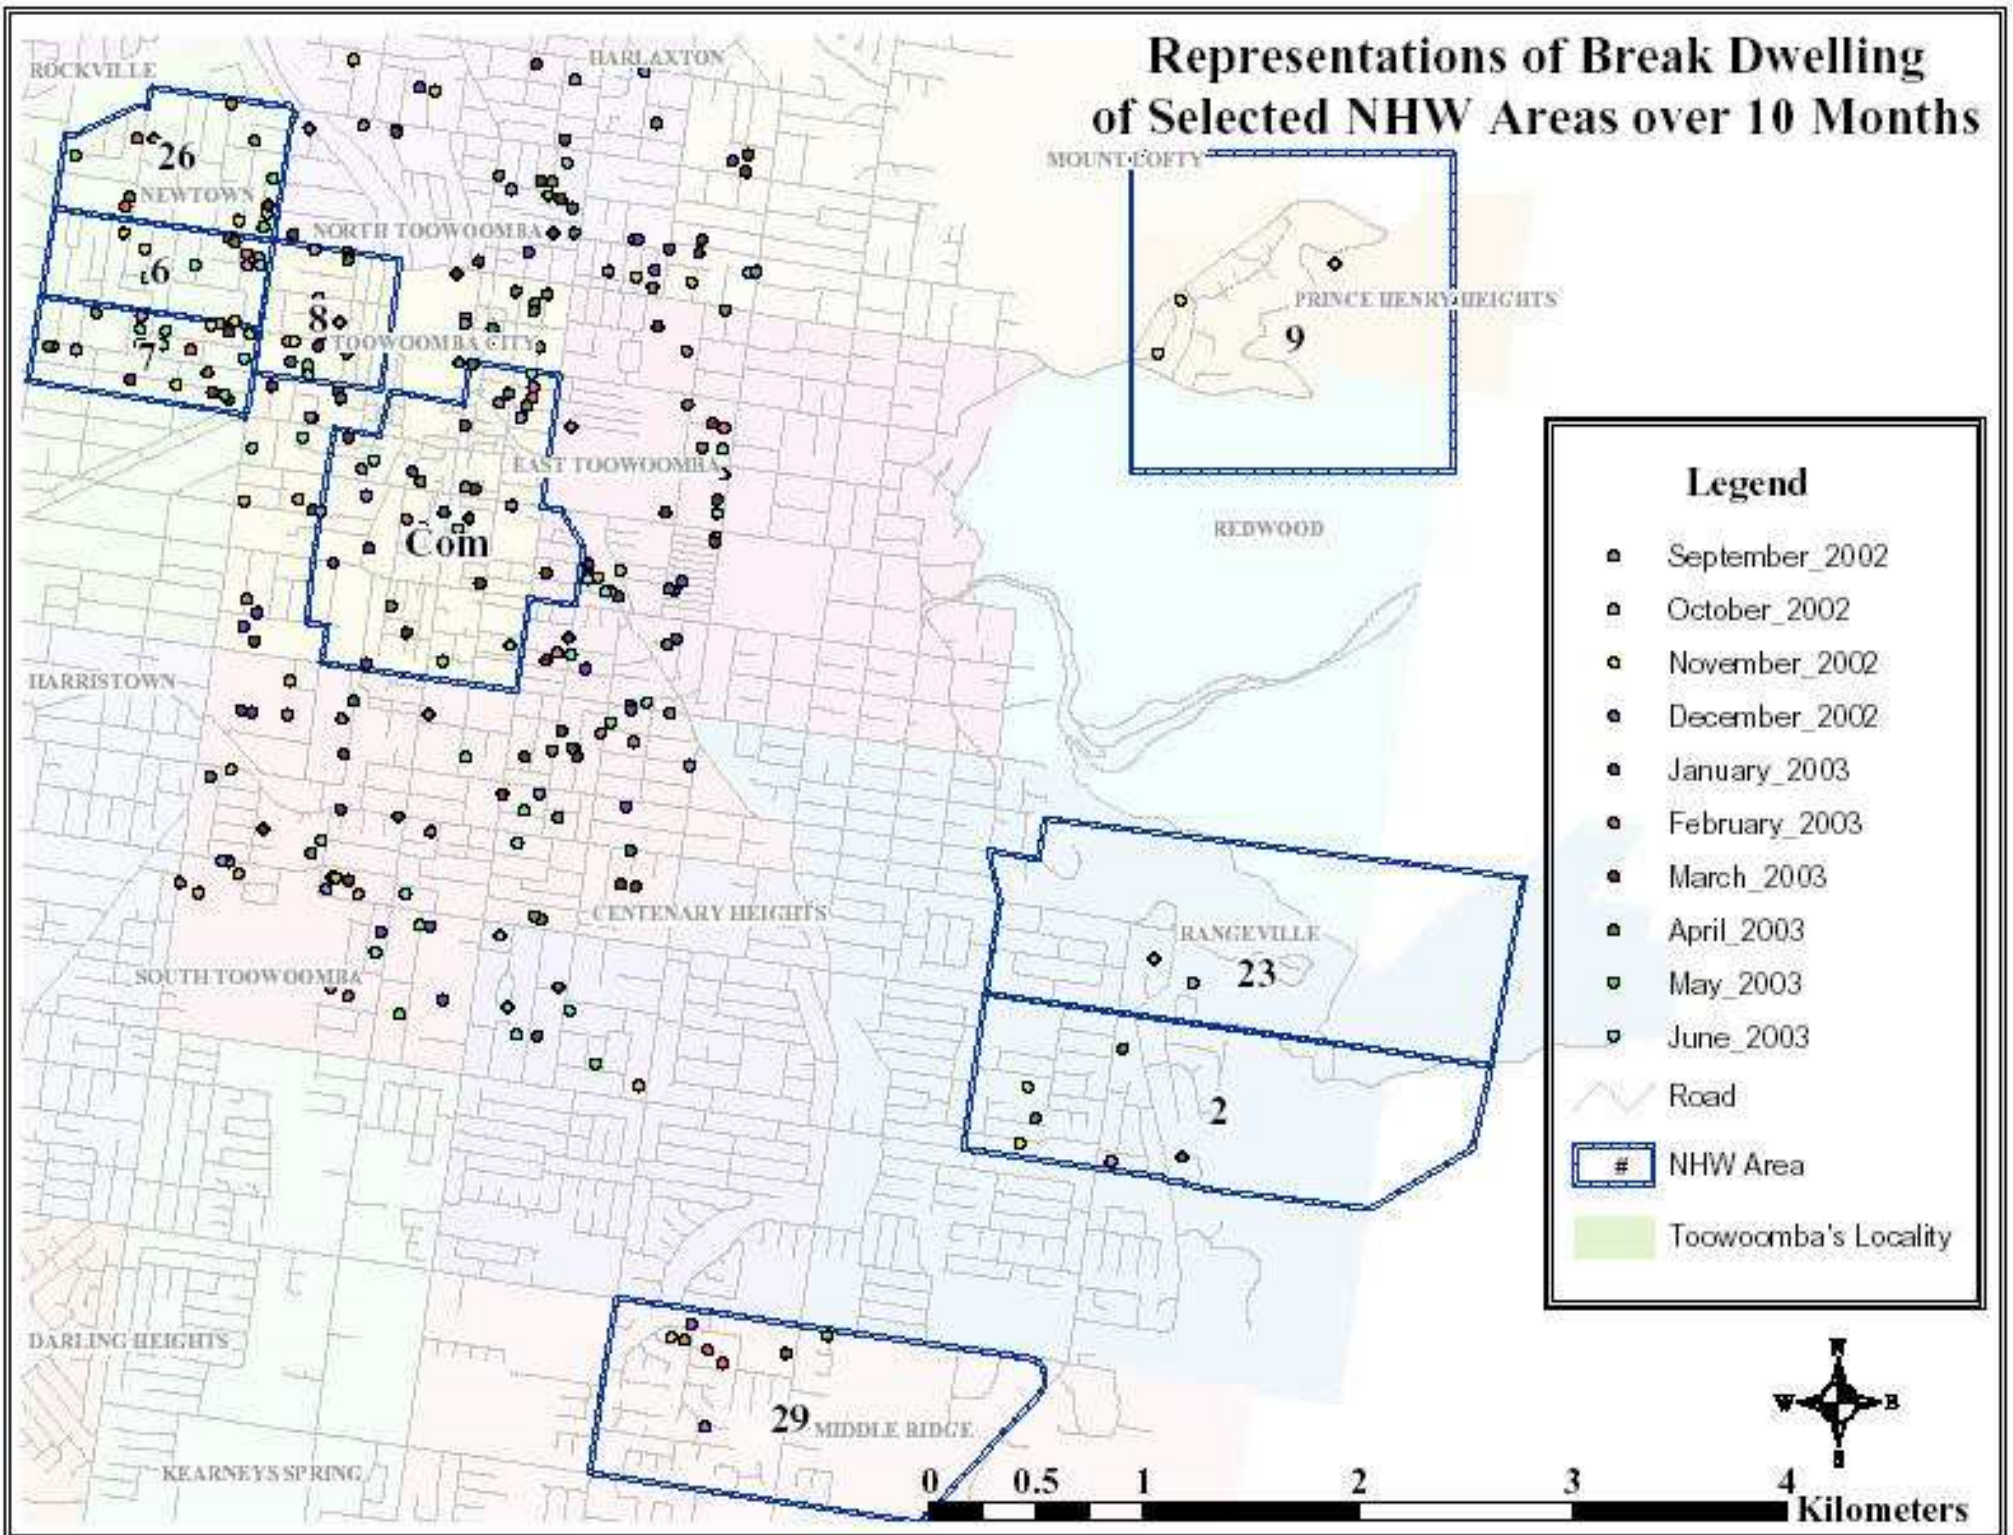 Representations of Break Dwelling
of Selected NHW Areas over 10 Months
ROCKVILLE
HARLAXTON
MOUNT LOFTY
26
NEWTOWN
NORTH TOOWOOMBA
6
PRINCE HENRY HEIGHTS
8
9
7
TOOWOOMBA CITY
EAST TOOWOOMBA
REDWOOD
Com
HARRISTOWN
CENTENARY HEIGHTS
RANGEVILLE
23
SOUTH TOOWOOMBA
2
DARLING HEIGHTS
29
MIDDLE RIDGE
KEARNEYS SPRING
Legend
September_2002
October_2002
November_2002
December_2002
January_2003
February_2003
March_2003
April_2003
May_2003
June_2003
Road
# NHW Area
Toowoomba's Locality
N
W E
S
0 0.5 1 2 3 4
Kilometers